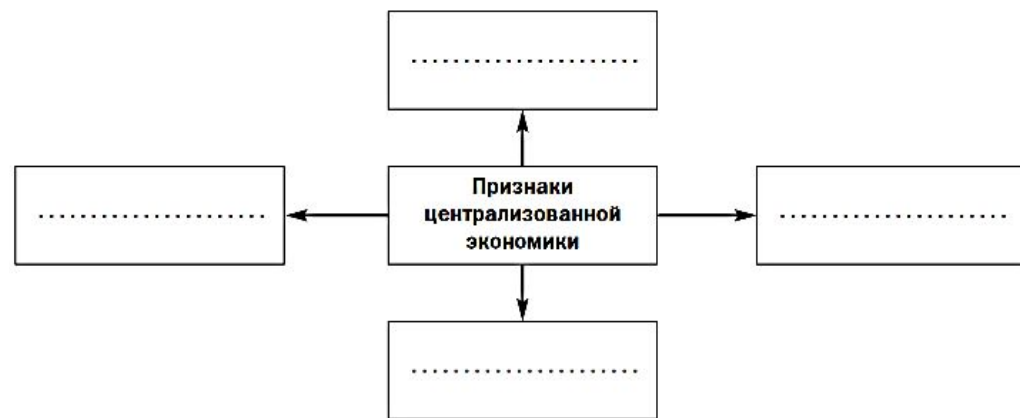 Признаки
централизованной
экономики